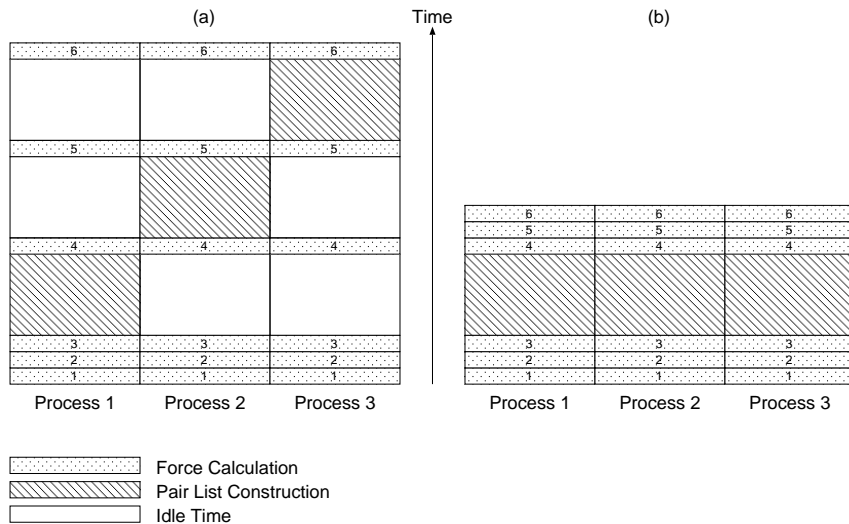 (a) Time (b)
6 6 6
5 5 5
6 6 6
5 5 5
4 4 4 4 4 4
3 3 3 3 3 3
2 2 2 2 2 2
1 1 1 1 1 1
Process 1 Process 2 Process 3 Process 1 Process 2 Process 3
Force Calculation
Pair List Construction
Idle Time